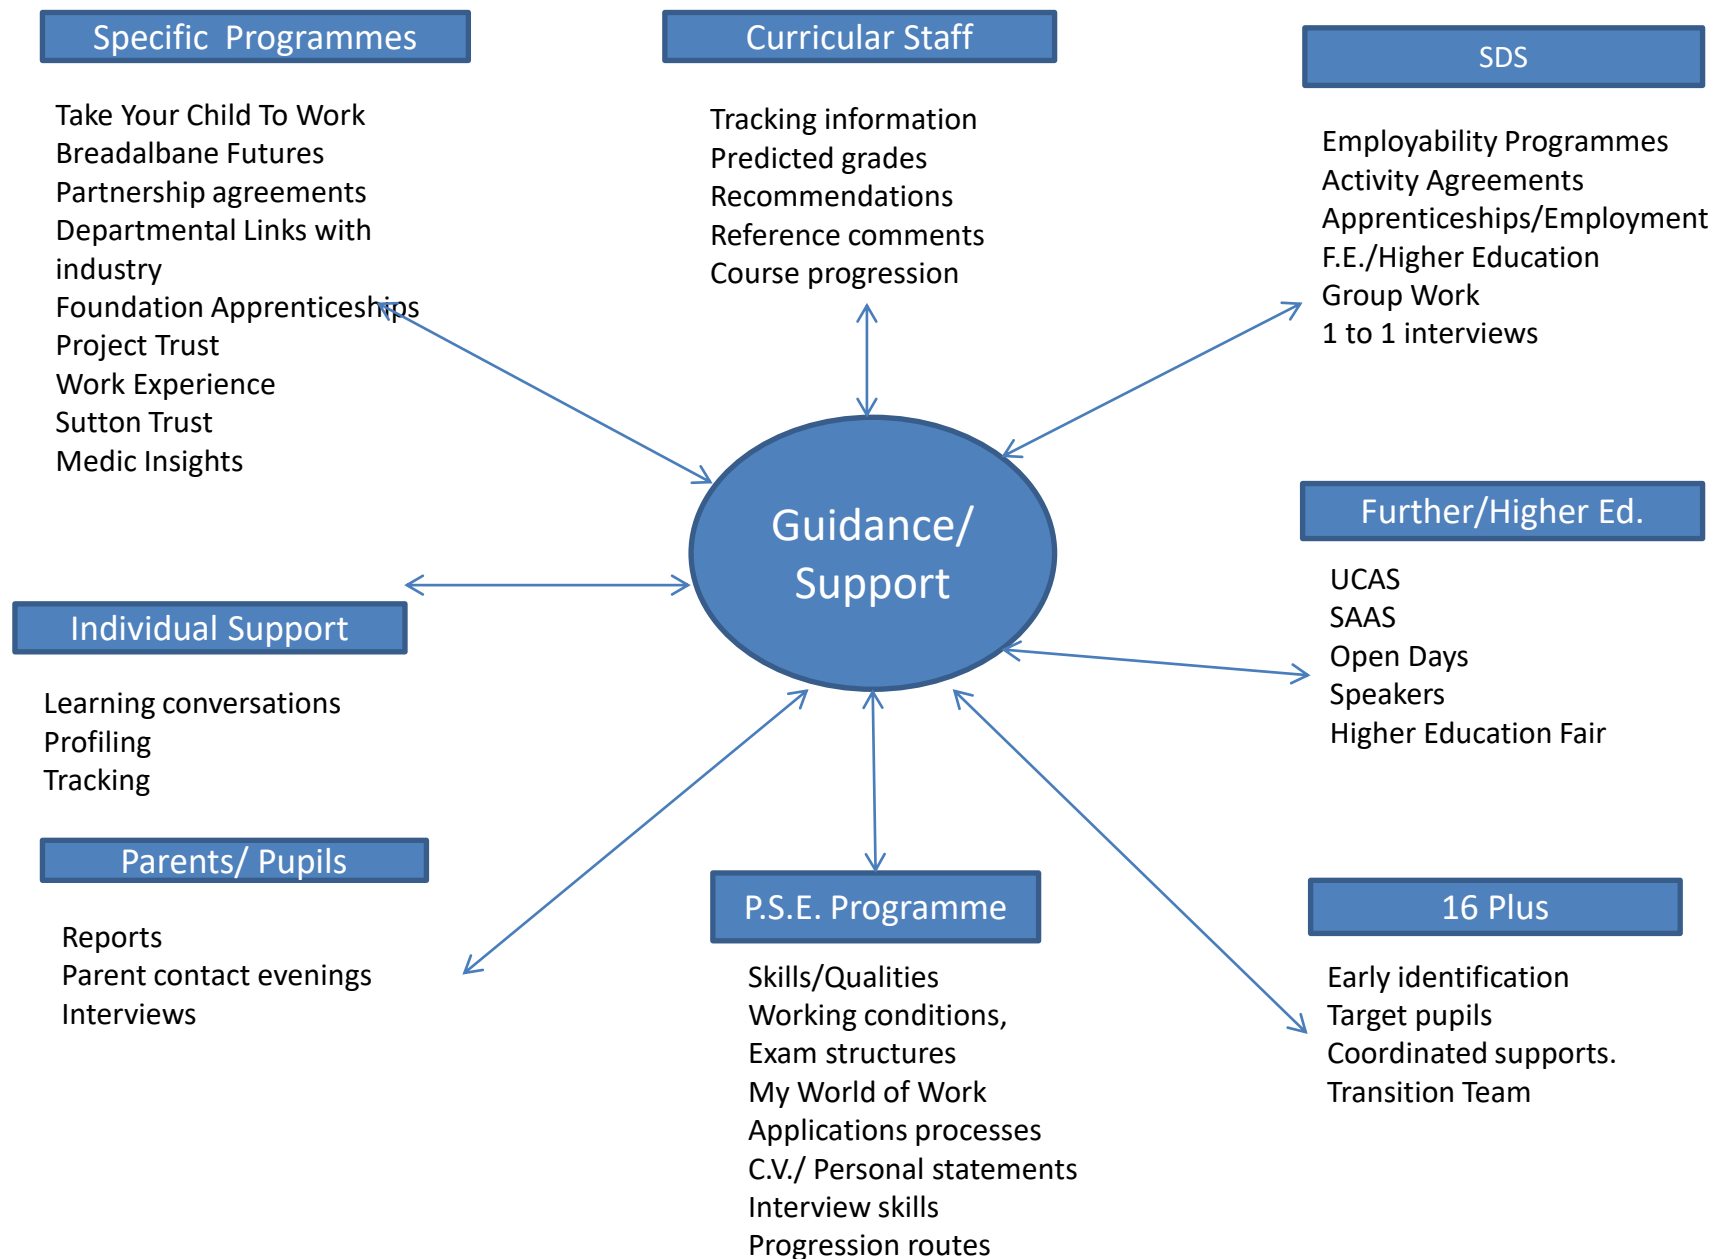 Specific Programmes
Take Your Child To Work
Breadalbane Futures
Partnership agreements
Departmental Links with
industry
Foundation Apprenticeships
Project Trust
Work Experience
Sutton Trust
Medic Insights
Curricular Staff
Tracking information
Predicted grades
Recommendations
Reference comments
Course progression
SDS
Employability Programmes
Activity Agreements
Apprenticeships/Employment
F.E./Higher Education
Group Work
1 to 1 interviews
Guidance/
Support
Further/Higher Ed.
UCAS
SAAS
Open Days
Speakers
Higher Education Fair
Individual Support
Learning conversations
Profiling
Tracking
Parents/ Pupils
Reports
Parent contact evenings
Interviews
P.S.E. Programme
Skills/Qualities
Working conditions,
Exam structures
My World of Work
Applications processes
C.V./ Personal statements
Interview skills
Progression routes
16 Plus
Early identification
Target pupils
Coordinated supports.
Transition Team